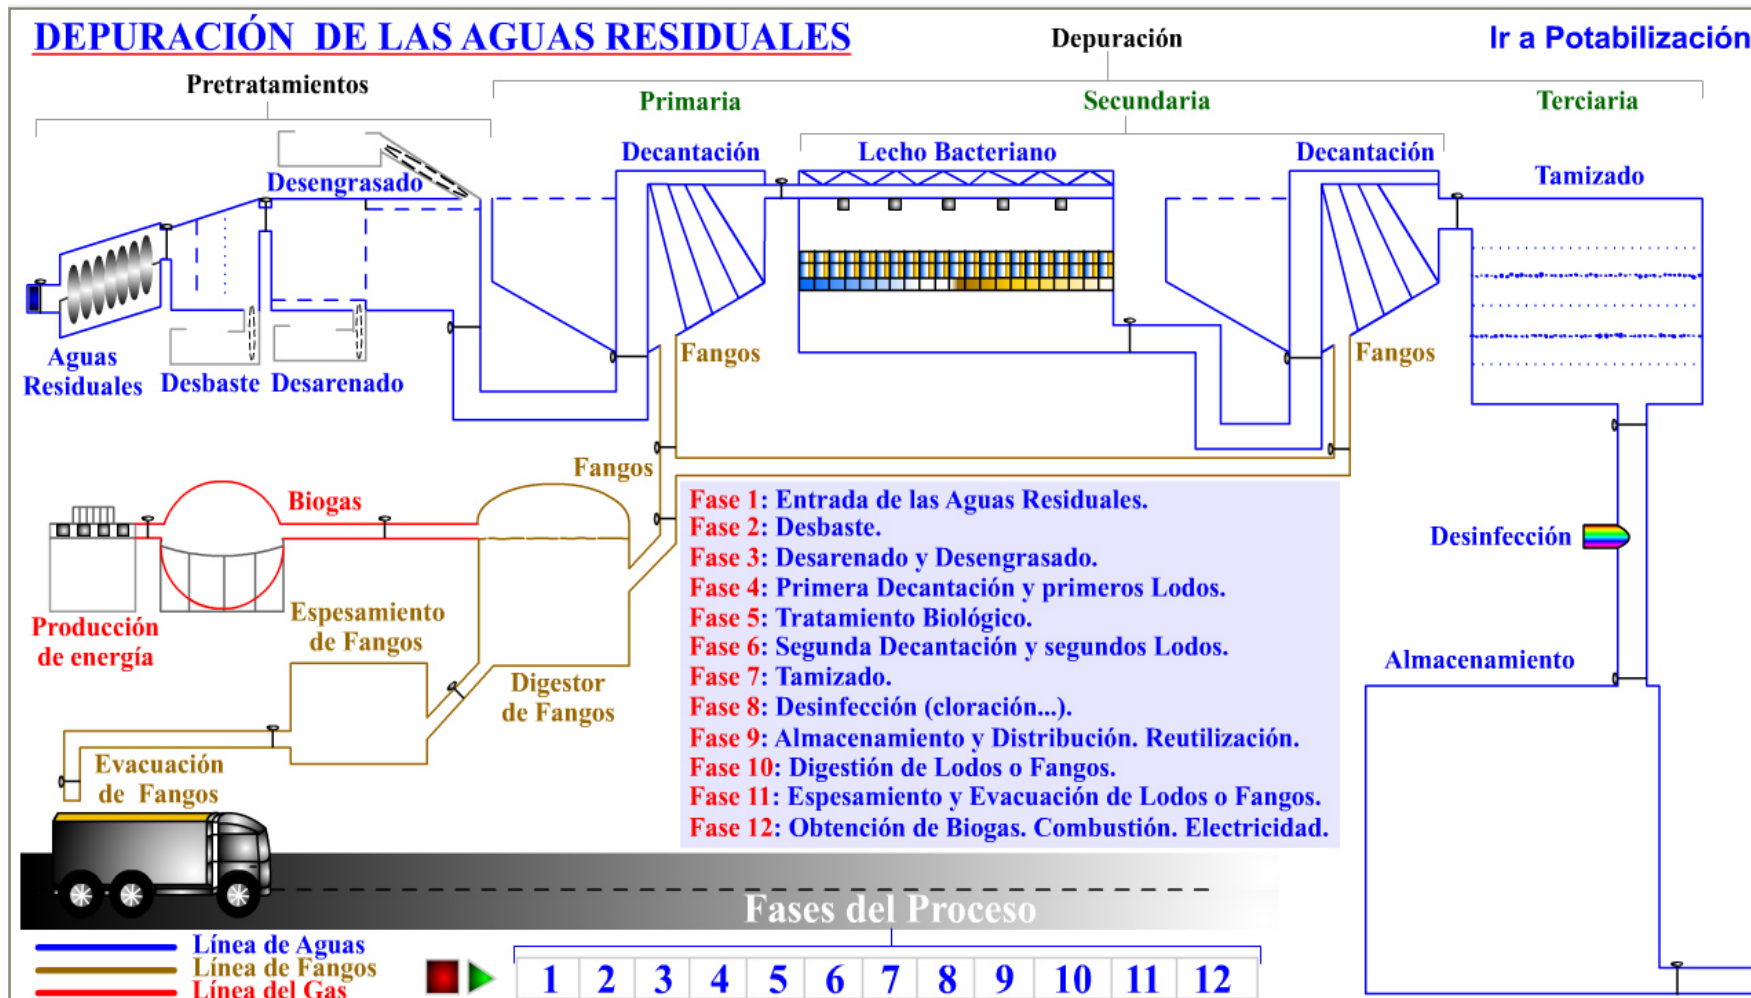 DEPURACIÓN DE LAS AGUAS RESIDUALES
Depuración
Ir a Potabilización
Pretratamientos
Primaria
Secundaria
Terciaria
Decantación
Lecho Bacteriano
Decantación
Tamizado
Desengrasado
Aguas
Residuales
Desbaste
Desarenado
Fangos
Fangos
Fangos
Biogas
Producción
de energía
Espesamiento
de Fangos
Digestor
de Fangos
Evacuación
de Fangos
Desinfección
Almacenamiento
Fase 1: Entrada de las Aguas Residuales.
Fase 2: Desbaste.
Fase 3: Desarenado y Desengrasado.
Fase 4: Primera Decantación y primeros Lodos.
Fase 5: Tratamiento Biológico.
Fase 6: Segunda Decantación y segundos Lodos.
Fase 7: Tamizado.
Fase 8: Desinfección (cloración...).
Fase 9: Almacenamiento y Distribución. Reutilización.
Fase 10: Digestión de Lodos o Fangos.
Fase 11: Espesamiento y Evacuación de Lodos o Fangos.
Fase 12: Obtención de Biogas. Combustión. Electricidad.
Fases del Proceso
Línea de Aguas
Línea de Fangos
Línea del Gas
1 2 3 4 5 6 7 8 9 10 11 12